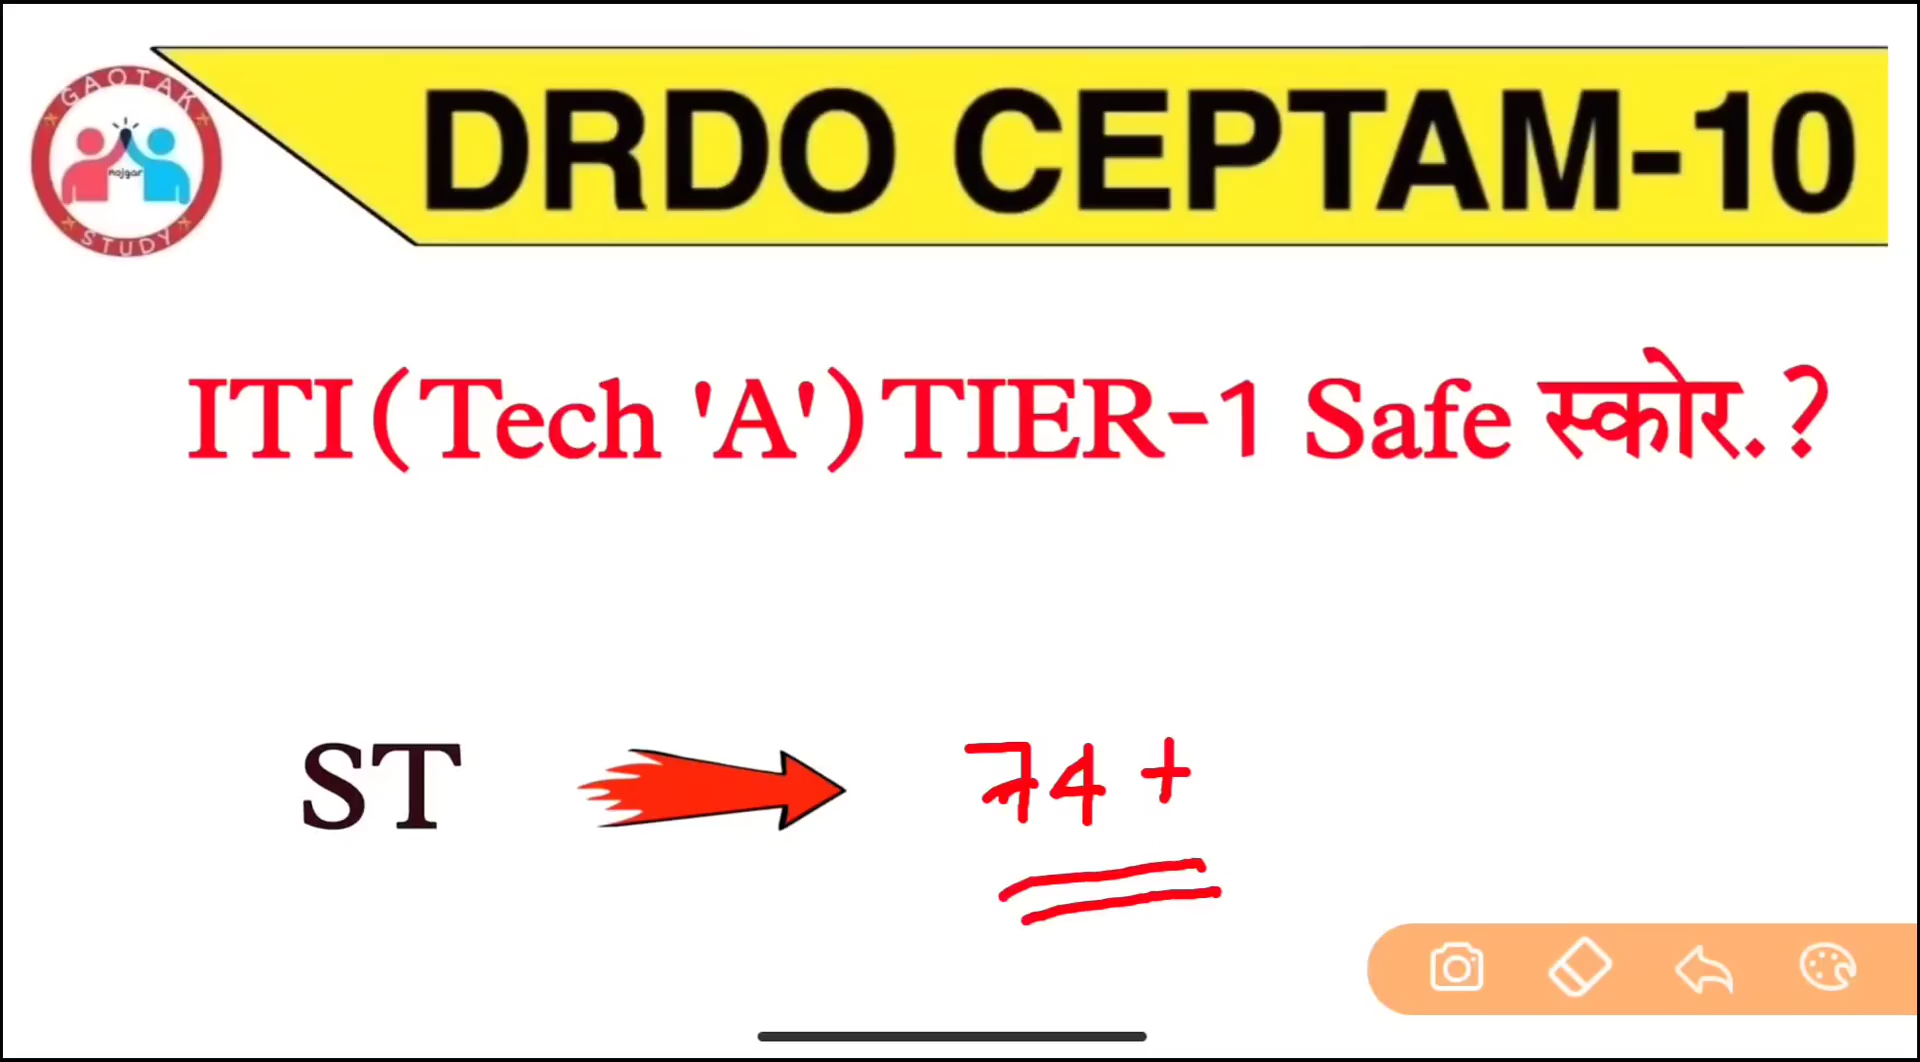 GAOTAK
rojgar
STUDY
DRDO CEPTAM-10
ITI(Tech 'A')TIER-1 Safe स्कोर.?
ST 74+